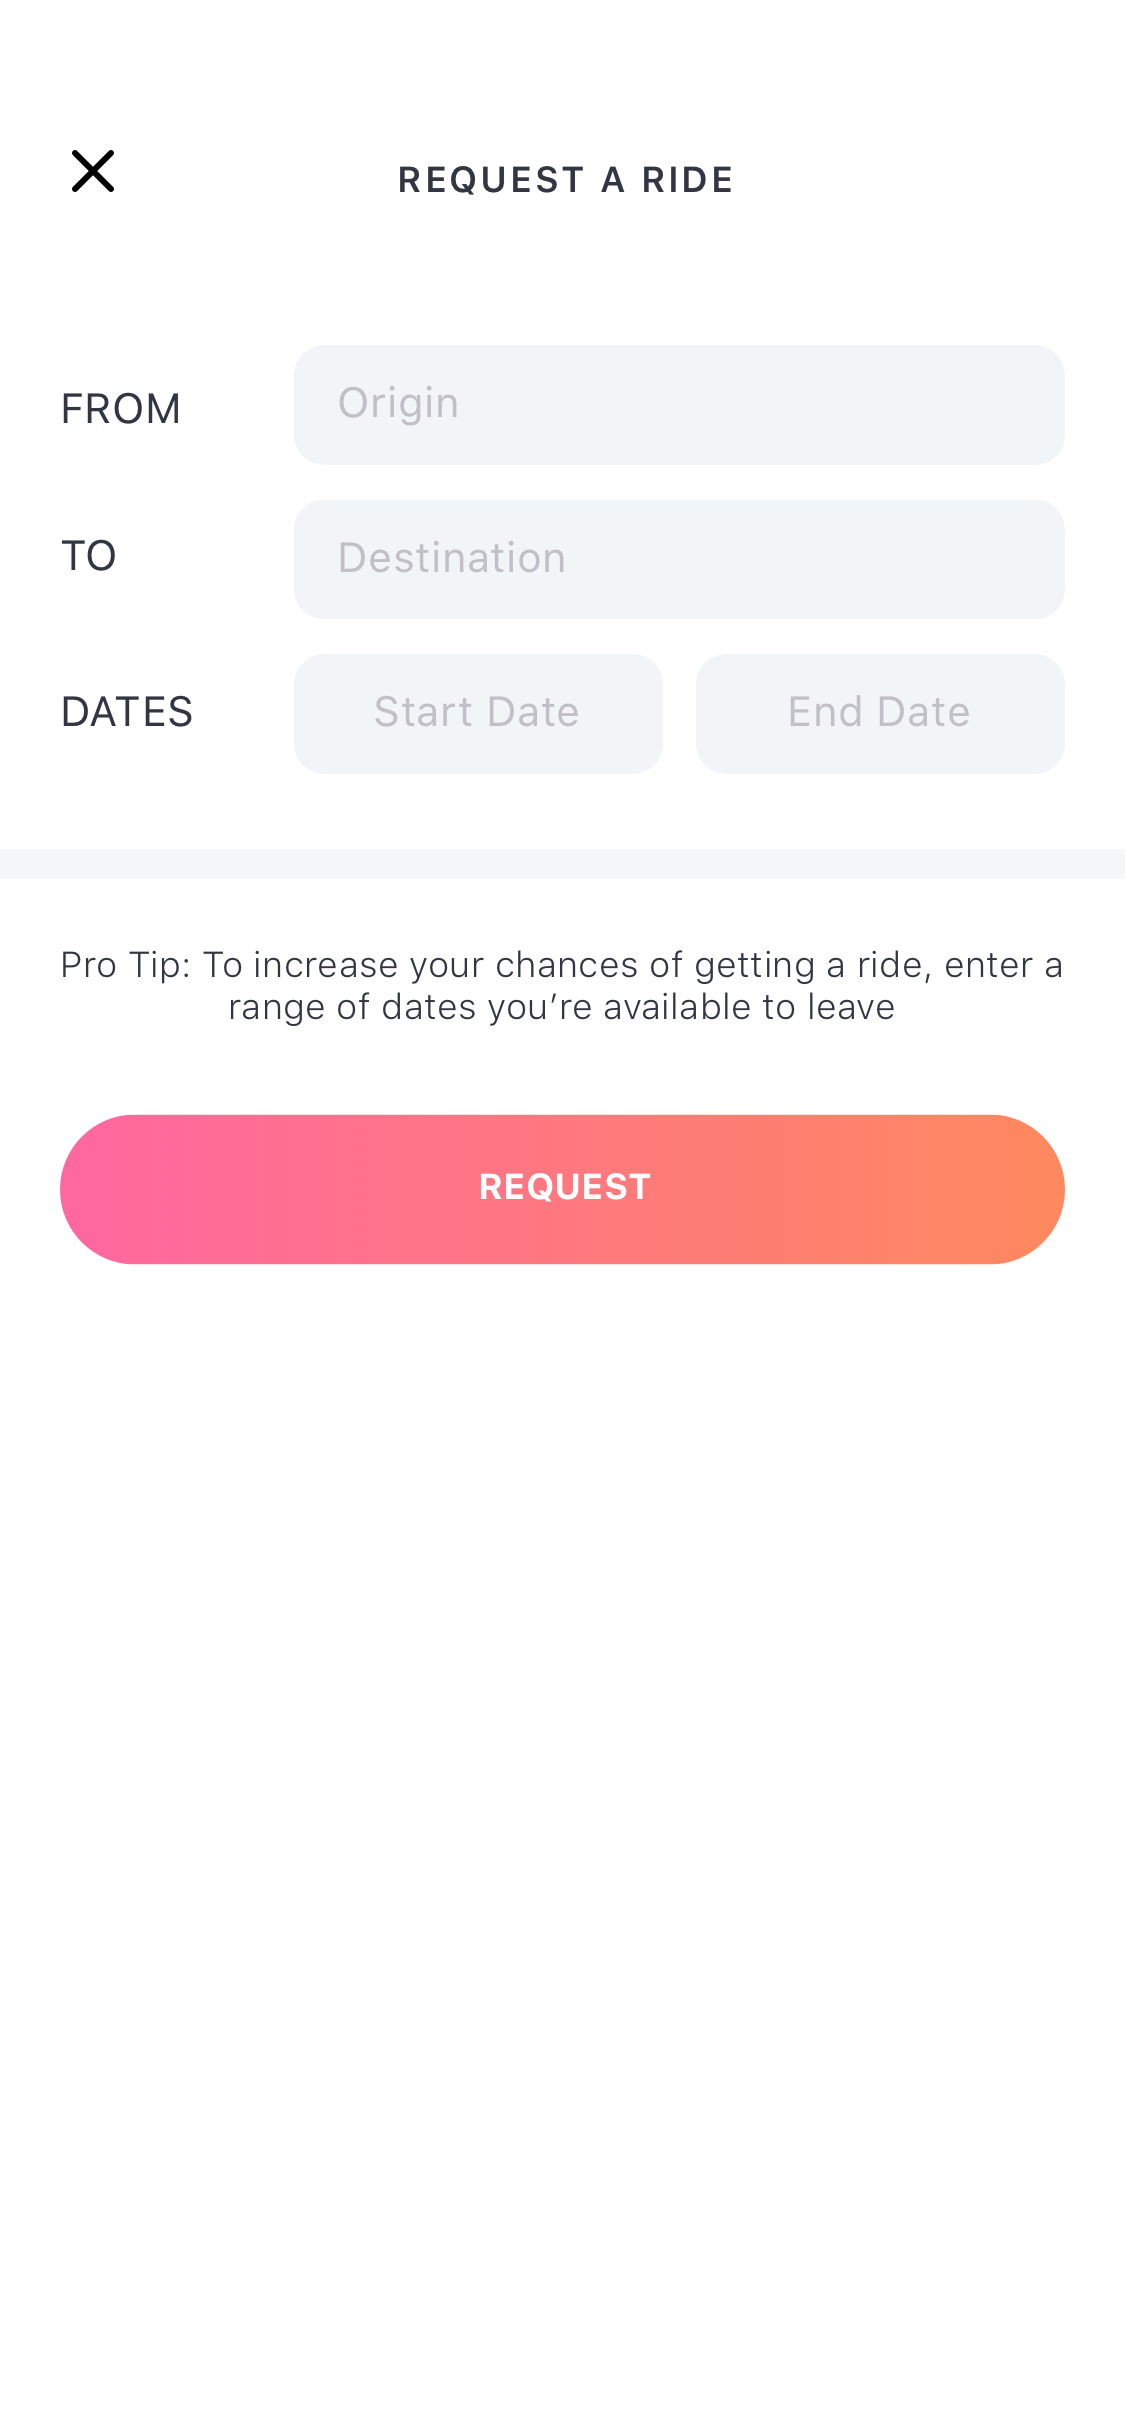 REQUEST A RIDE
FROM
Origin
TO
Destination
DATES
Start Date
End Date
Pro Tip: To increase your chances of getting a ride, enter a
range of dates you’re available to leave
REQUEST